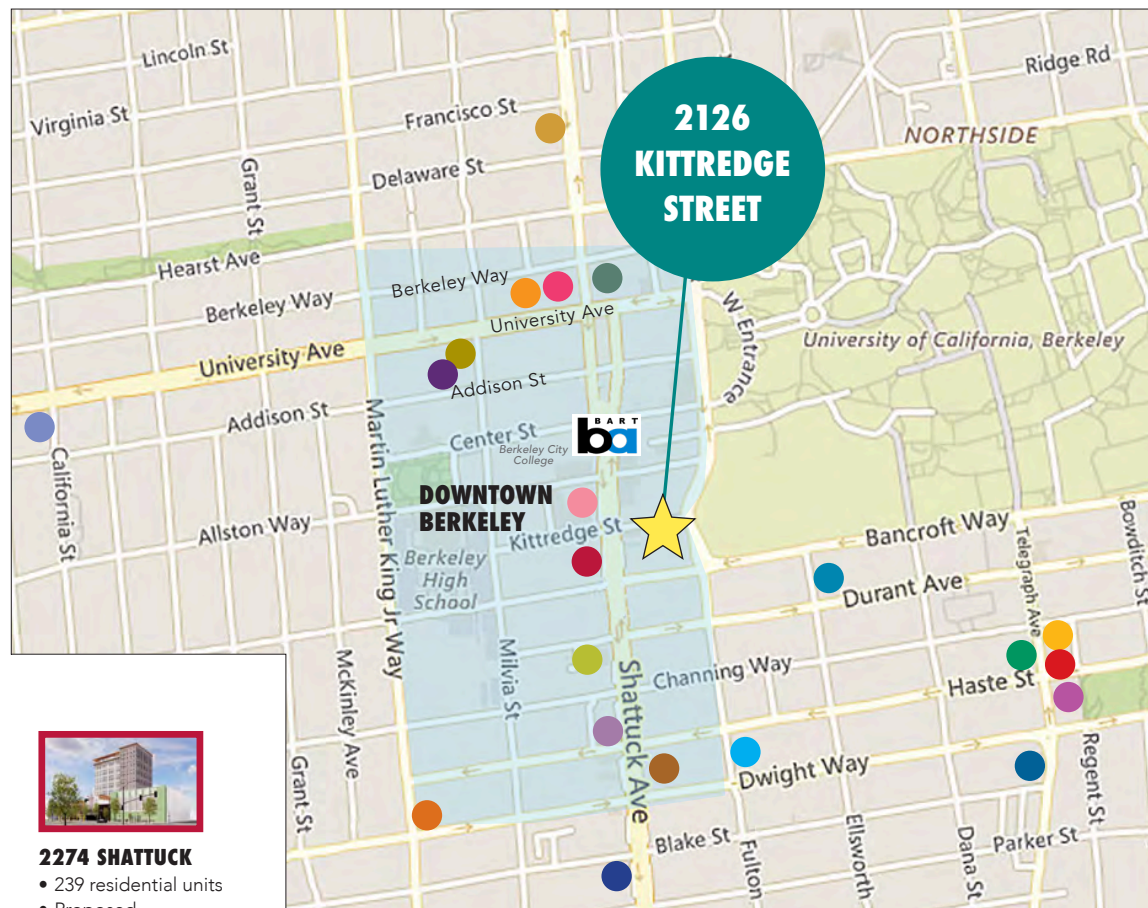 Lincoln St
Ridge Rd
Virginia St
Francisco St
2126
KITTREDGE
STREET
NORTHSIDE
Delaware St
Grant St
Hearst Ave
Berkeley Way
Berkeley Way
University Ave
W Entrance
University of California, Berkeley
University Ave
Addison St
Addison St
BART
ba
Center St
Berkeley City
College
California St
Martin Luther King Jr Way
DOWNTOWN
BERKELEY
Allston Way
Kittredge St
Bancroft Way
Bowditch St
Telegraph Ave
Berkeley
High
School
Durant Ave
Milvia St
McKinley Ave
Shattuck Ave
Channing Way
Haste St
Grant St
Regent St
Dwight Way
Blake St
Fulton
Ellsworth
Dana St
Parker St
2274 SHATTUCK
• 239 residential units
• Proposed